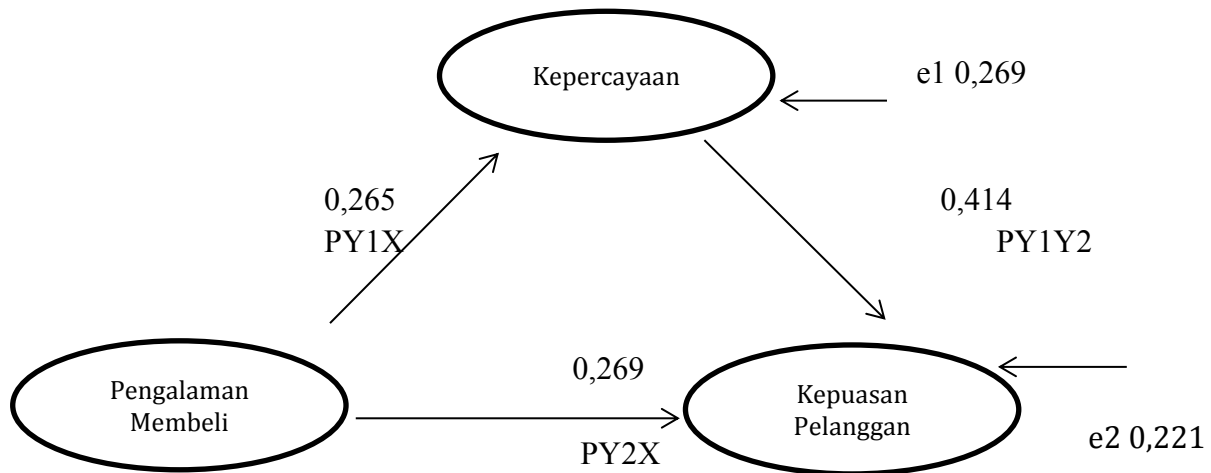 Kepercayaan
e1 0,269
0,265
PY1X
0,414
PY1Y2
Pengalaman
Membeli
0,269
PY2X
Kepuasan
Pelanggan
e2 0,221